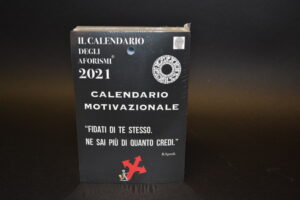 IL CALENDARIO
DEGLI
AFORISMI®
2021
CALENDARIO
MOTIVAZIONALE
"FIDATI DI TE STESSO.
NE SAI PIÙ DI QUANTO CREDI."